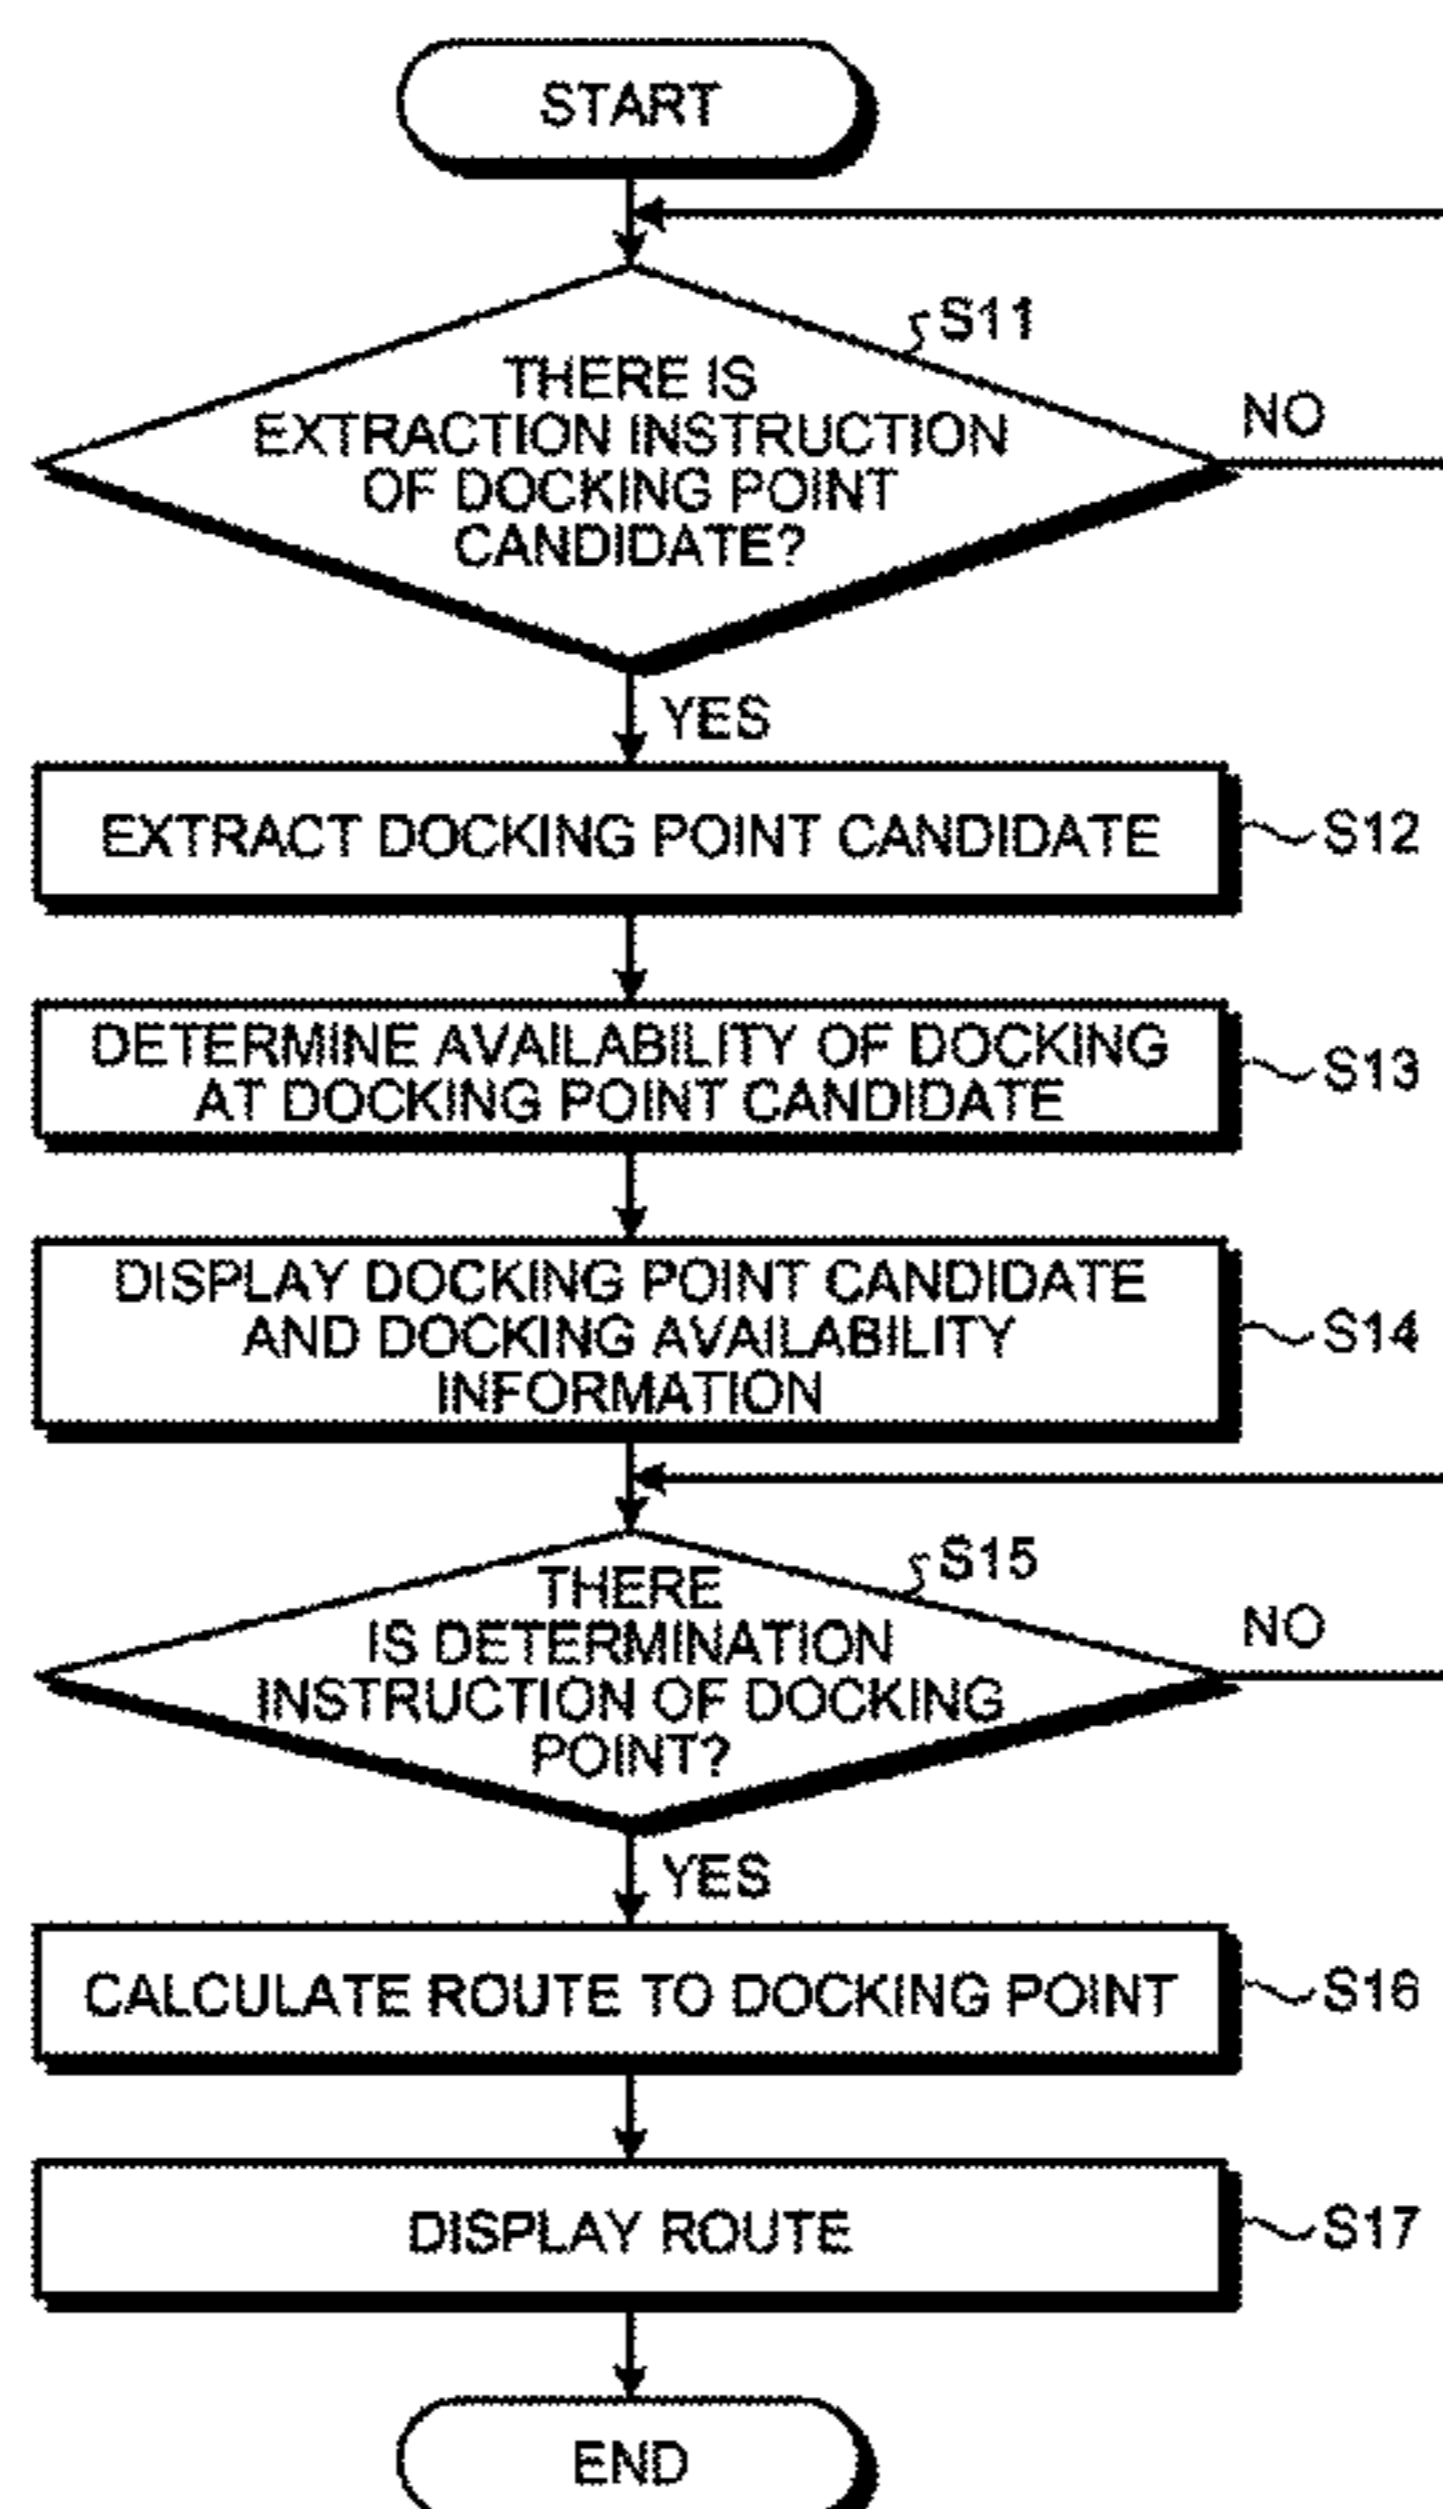 START
S11
THERE IS
EXTRACTION INSTRUCTION
OF DOCKING POINT
CANDIDATE?
NO
YES
EXTRACT DOCKING POINT CANDIDATE
S12
DETERMINE AVAILABILITY OF DOCKING
AT DOCKING POINT CANDIDATE
S13
DISPLAY DOCKING POINT CANDIDATE
AND DOCKING AVAILABILITY
INFORMATION
S14
S15
THERE
IS DETERMINATION
INSTRUCTION OF DOCKING
POINT?
NO
YES
CALCULATE ROUTE TO DOCKING POINT
S16
DISPLAY ROUTE
S17
END